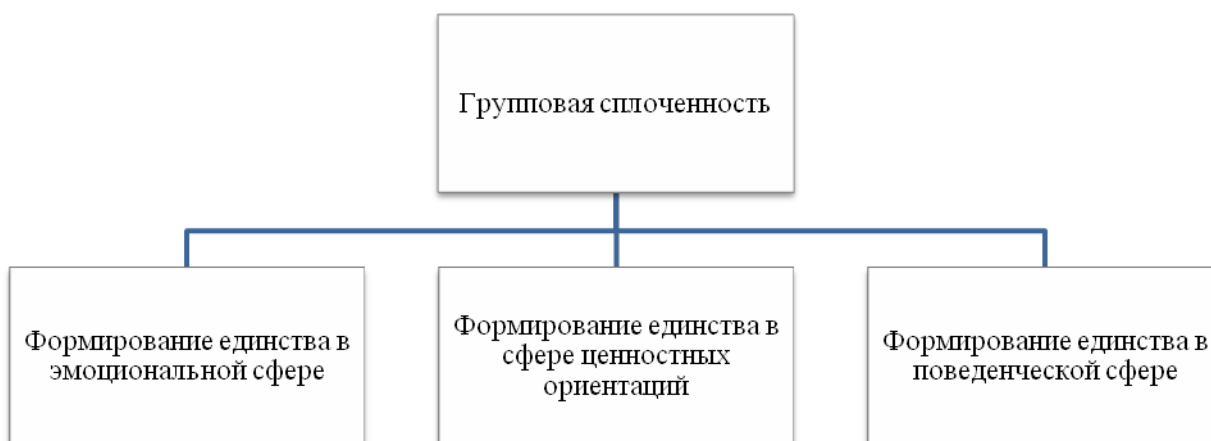 Групповая сплоченность
Формирование единства в
эмоциональной сфере
Формирование единства в
сфере ценностных
ориентаций
Формирование единства в
поведенческой сфере